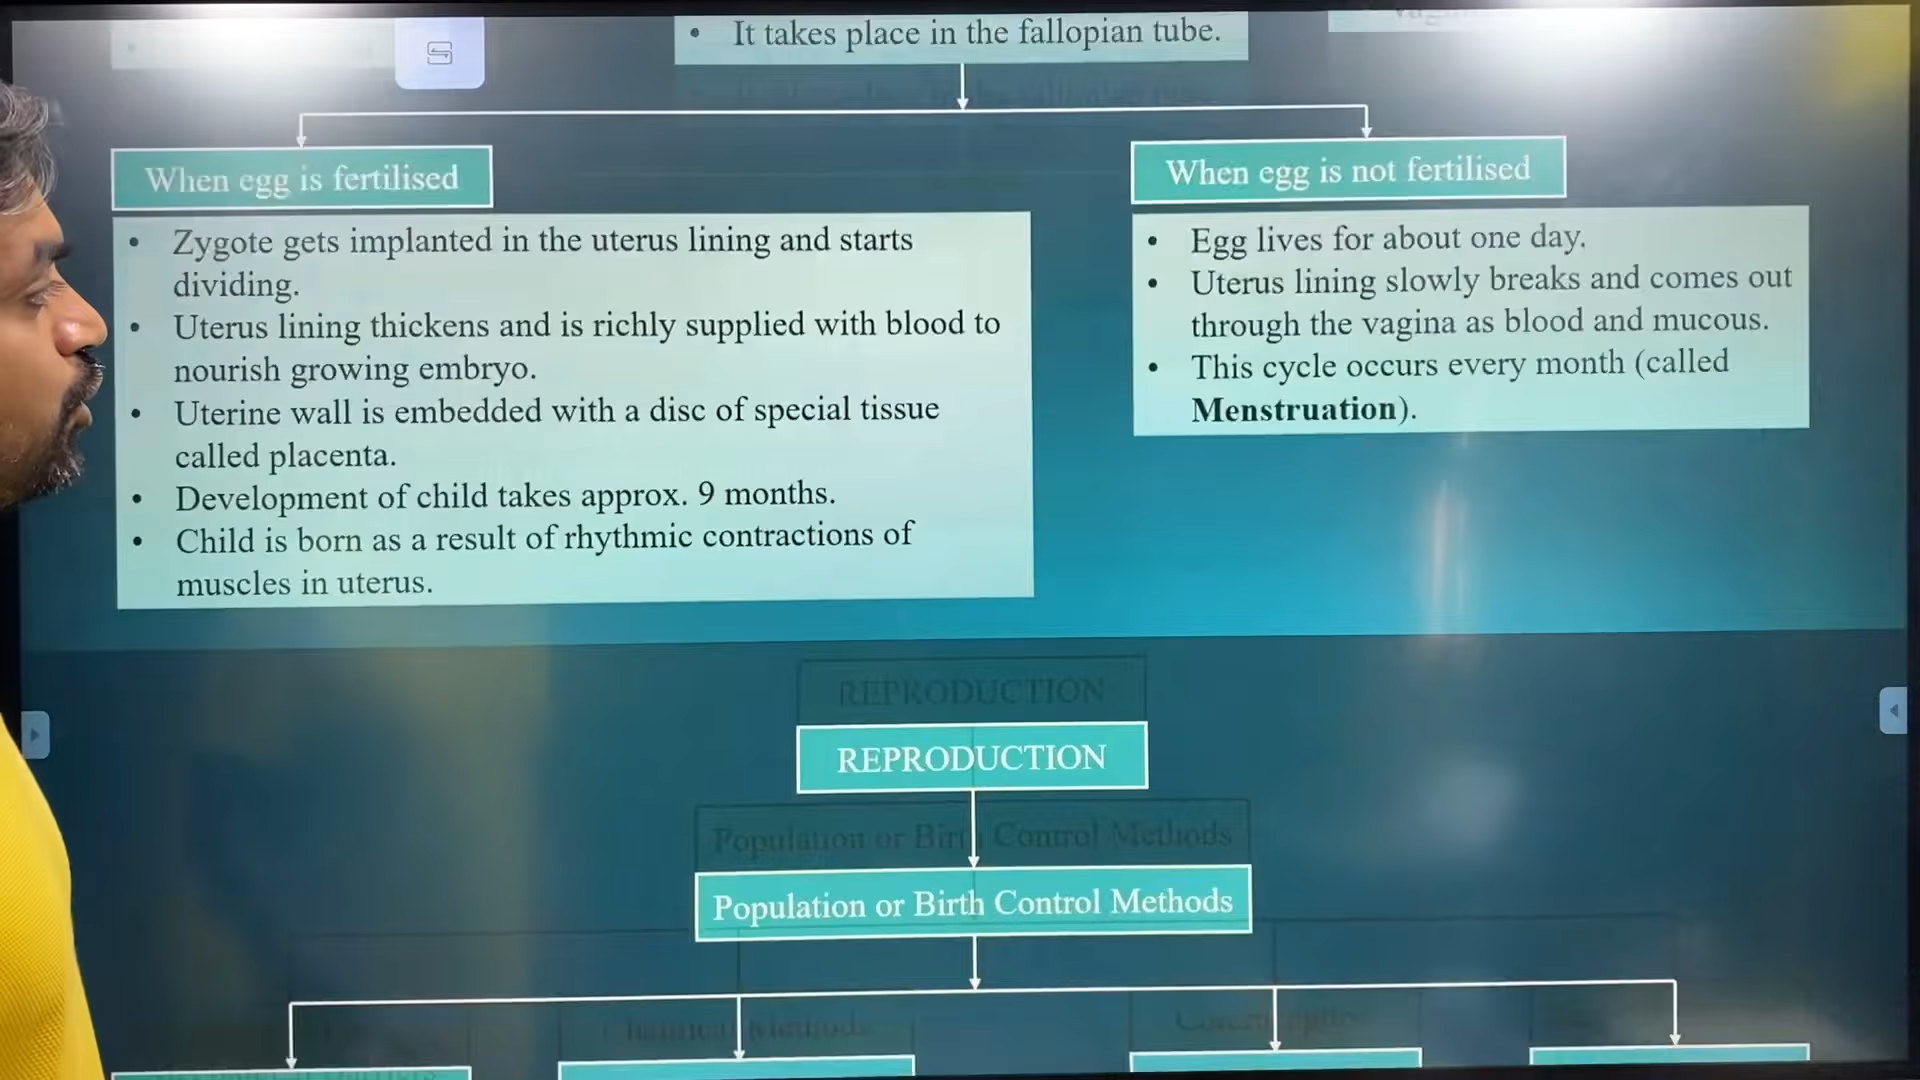 • It takes place in the fallopian tube.
When egg is fertilised
• Zygote gets implanted in the uterus lining and starts
dividing.
• Uterus lining thickens and is richly supplied with blood to
nourish growing embryo.
• Uterine wall is embedded with a disc of special tissue
called placenta.
• Development of child takes approx. 9 months.
• Child is born as a result of rhythmic contractions of
muscles in uterus.
When egg is not fertilised
• Egg lives for about one day.
• Uterus lining slowly breaks and comes out
through the vagina as blood and mucous.
• This cycle occurs every month (called
Menstruation).
REPRODUCTION
REPRODUCTION
Population or Birth Control Methods
Population or Birth Control Methods
Methods